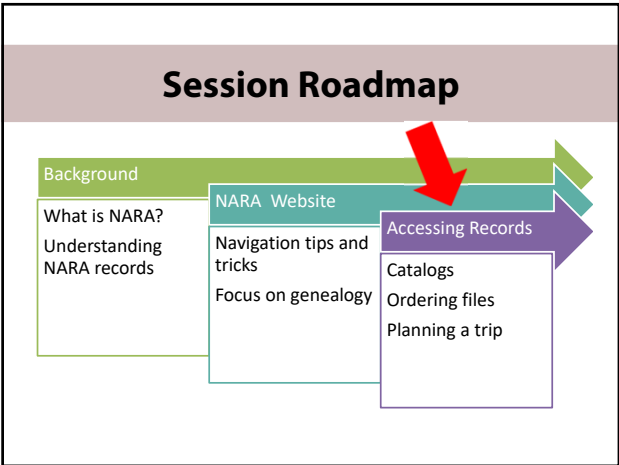 Session Roadmap
Background
What is NARA?
Understanding
NARA records
NARA Website
Navigation tips and
tricks
Focus on genealogy
Accessing Records
Catalogs
Ordering files
Planning a trip